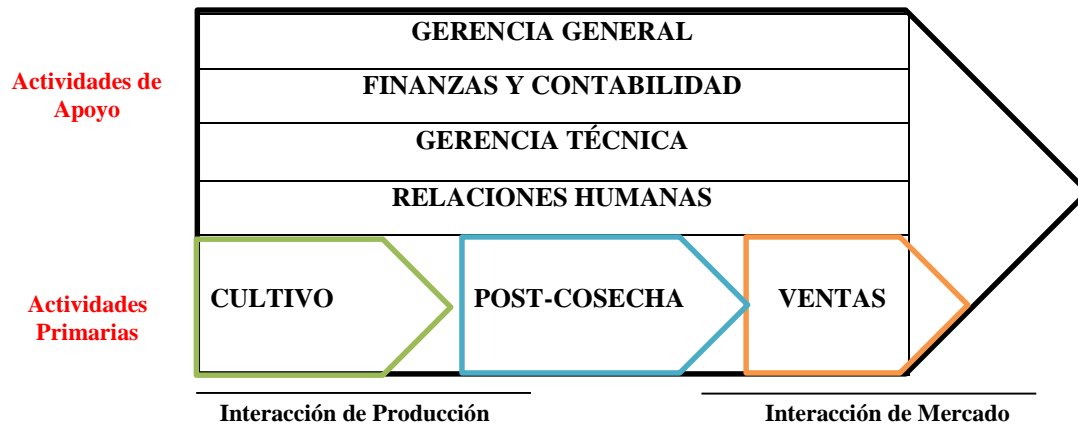 GERENCIA GENERAL
Actividades de
Apoyo
FINANZAS Y CONTABILIDAD
GERENCIA TÉCNICA
RELACIONES HUMANAS
Actividades
Primarias
CULTIVO
POST-COSECHA
VENTAS
Interacción de Producción
Interacción de Mercado